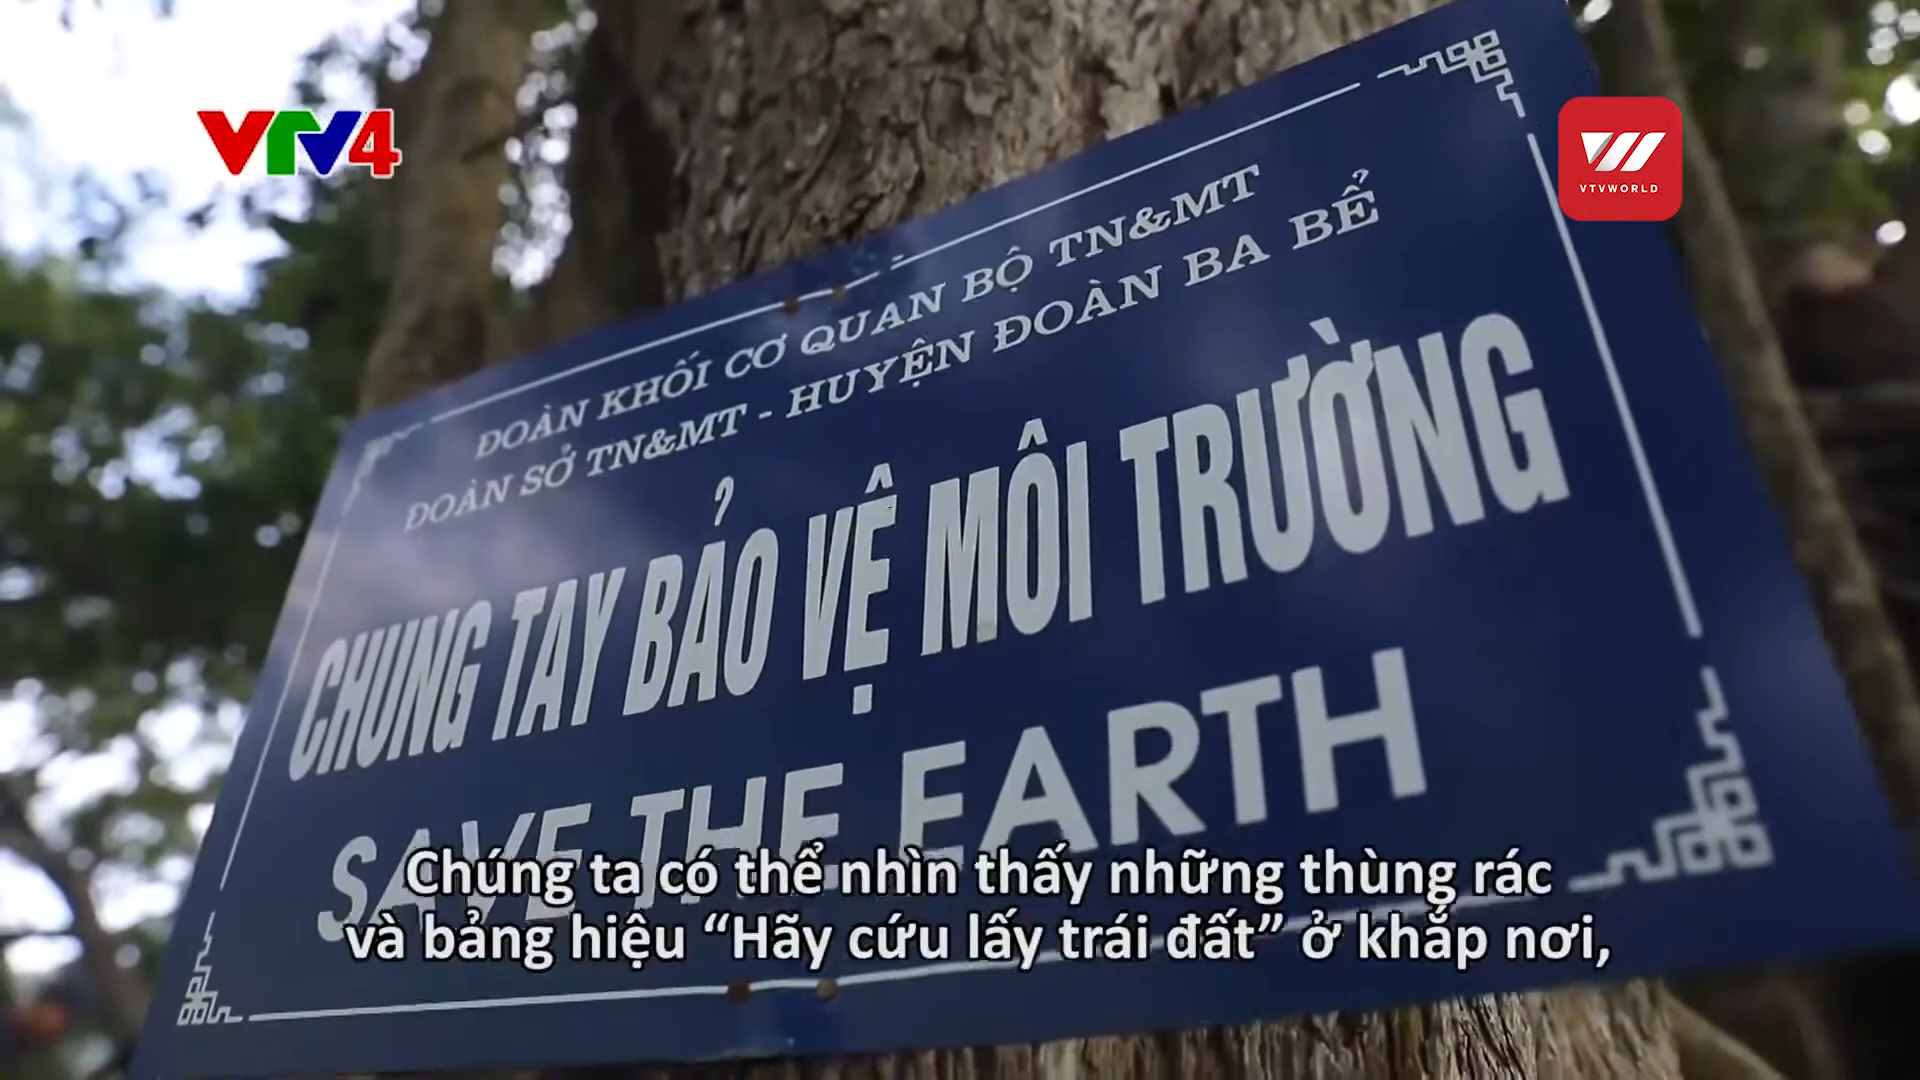 VTV4
VTVWORLD
ĐOÀN KHỐI CƠ QUAN BỘ TN&MT
ĐOÀN SỞ TN&MT - HUYỆN ĐOÀN BA BỂ
CHUNG TAY BẢO VỆ MÔI TRƯỜNG
SAVE THE EARTH
Chúng ta có thể nhìn thấy những thùng rác
và bảng hiệu “Hãy cứu lấy trái đất” ở khắp nơi,